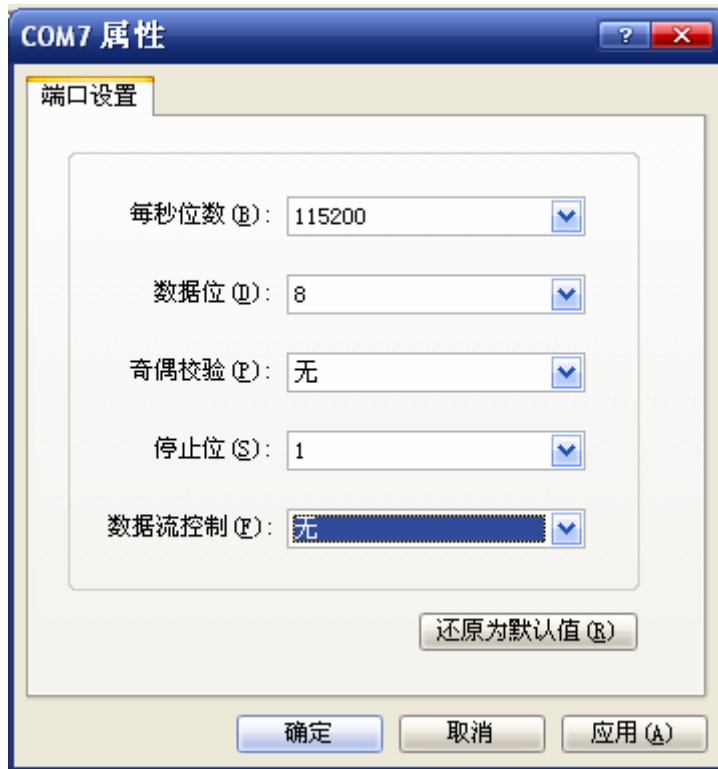 COM7 属性
端口设置
每秒位数(B): 115200
数据位(D): 8
奇偶校验(P): 无
停止位(S): 1
数据流控制(F): 无
还原为默认值(R)
确定 取消 应用(A)